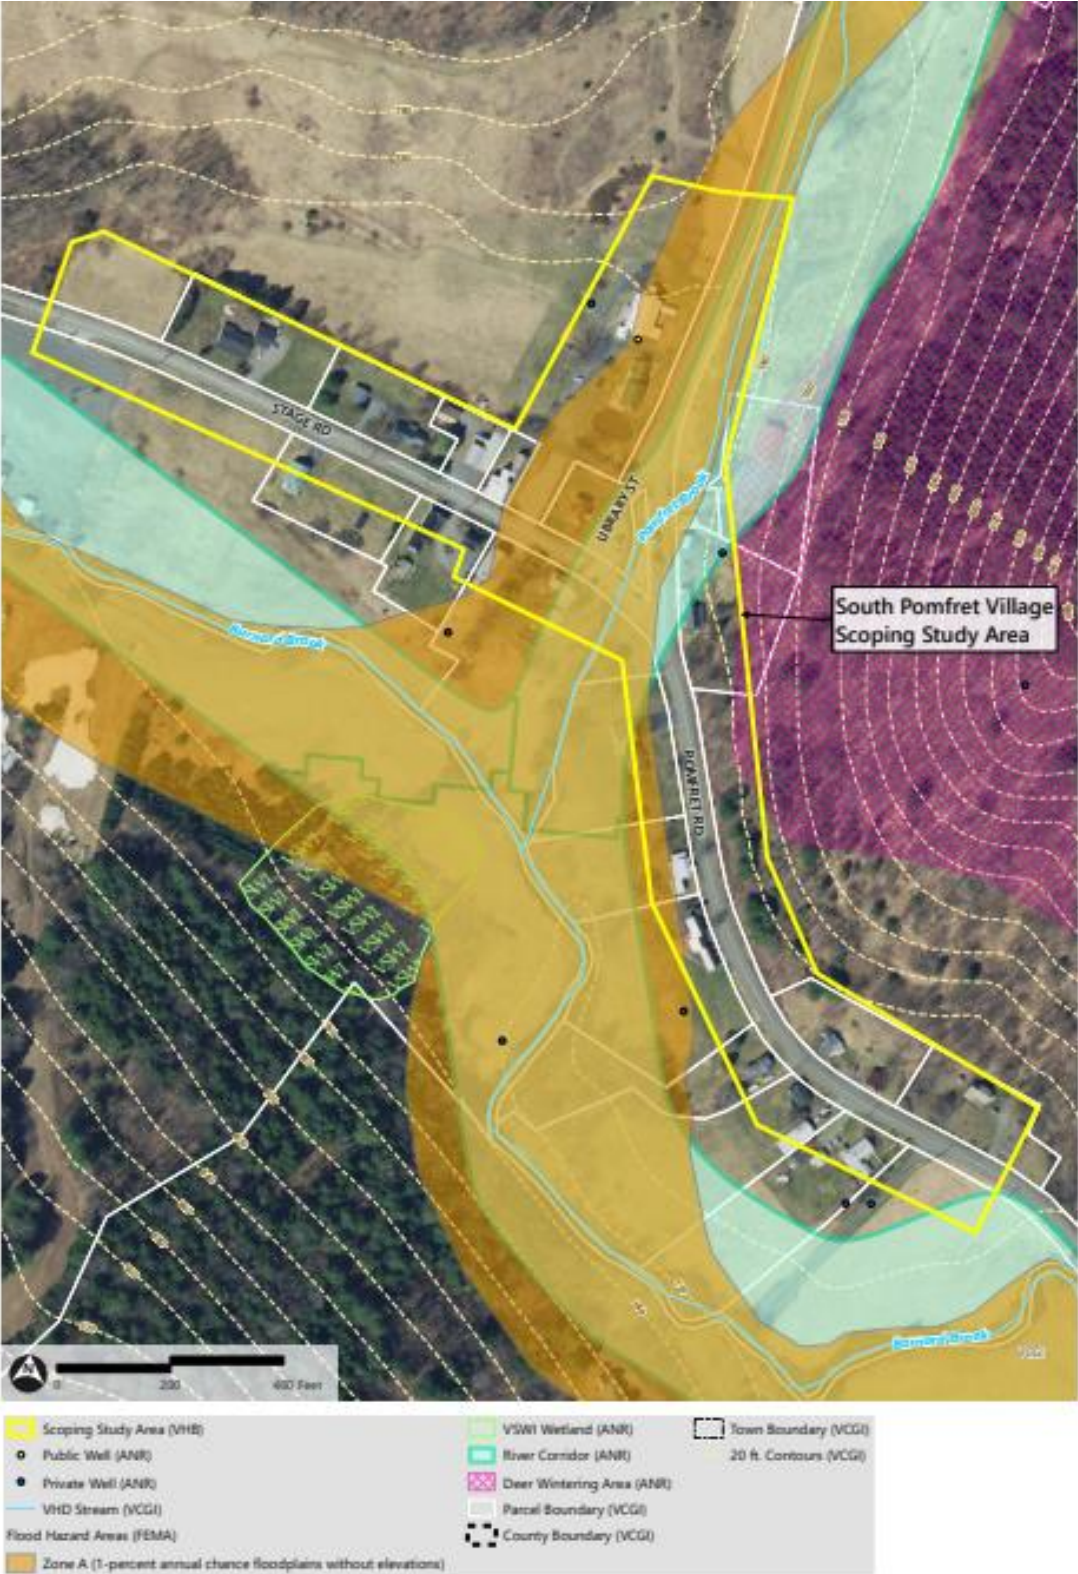 STAGE RD
LIBRARY ST
Pomfret Brook
South Pomfret Village
Scoping Study Area
Barnard Brook
POMFRET RD
Barnard Brook
N
0 200 400 Feet
Scoping Study Area (VHB)
Public Well (ANR)
Private Well (ANR)
VHD Stream (VCGI)
Flood Hazard Areas (FEMA)
Zone A (1-percent annual chance floodplains without elevations)
VSWI Wetland (ANR)
River Corridor (ANR)
Deer Wintering Area (ANR)
Parcel Boundary (VCGI)
County Boundary (VCGI)
Town Boundary (VCGI)
20 ft. Contours (VCGI)